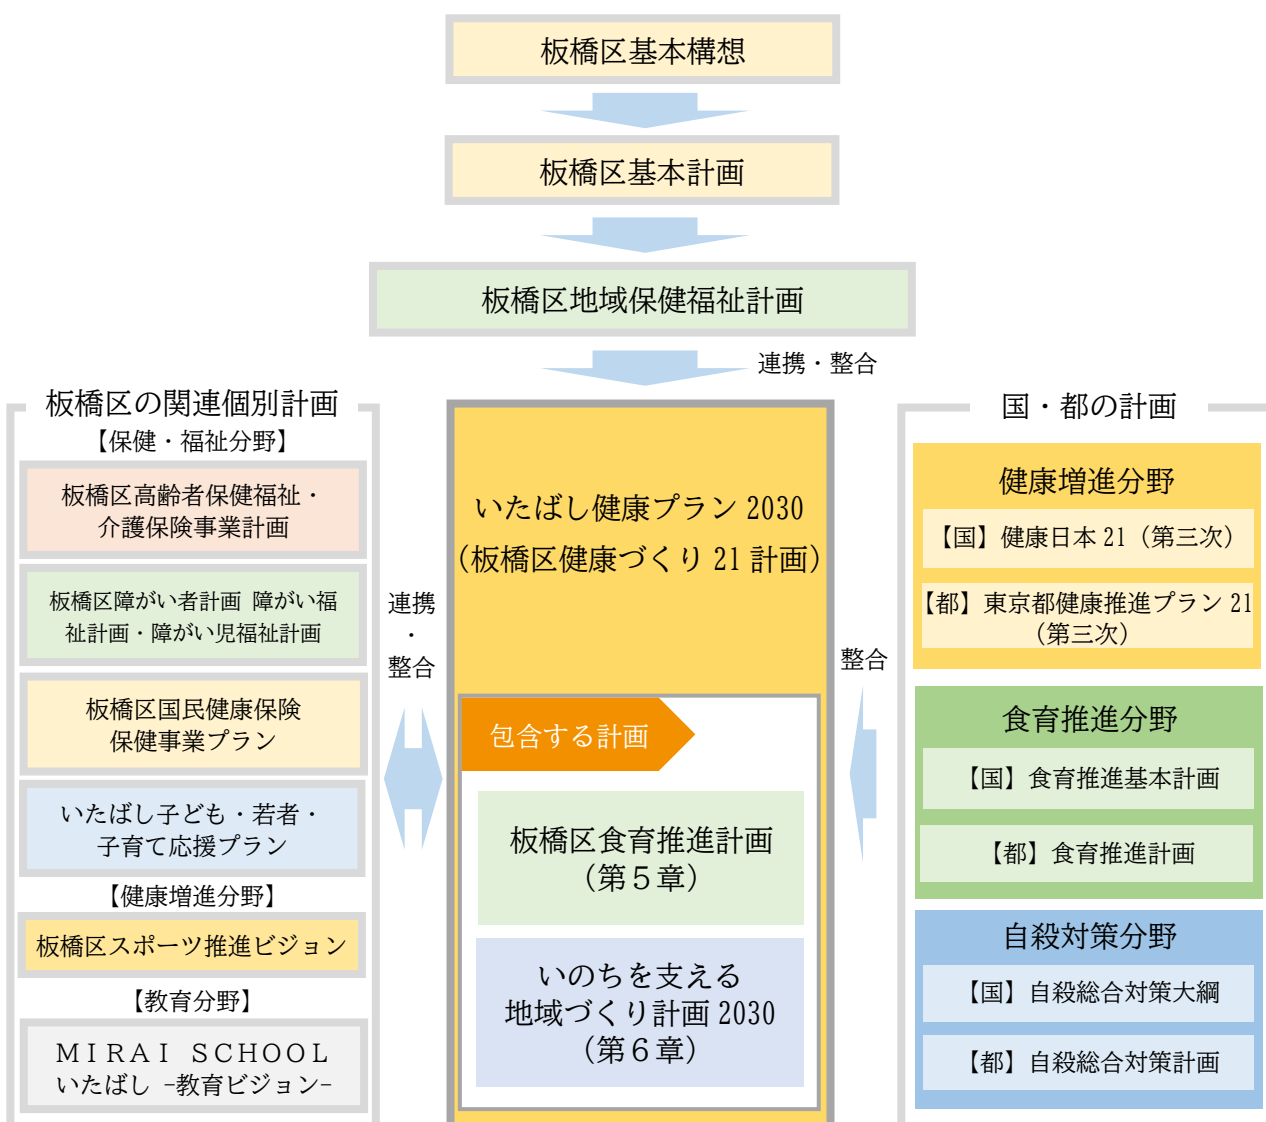 板橋区基本構想
板橋区基本計画
板橋区地域保健福祉計画
連携・整合
板橋区の関連個別計画
【保健・福祉分野】
板橋区高齢者保健福祉・
介護保険事業計画
板橋区障がい者計画 障がい福
祉計画・障がい児福祉計画
板橋区国民健康保険
保健事業プラン
いたばし子ども・若者・
子育て応援プラン
【健康増進分野】
板橋区スポーツ推進ビジョン
【教育分野】
ＭＩＲＡＩ ＳＣＨＯＯＬ
いたばし -教育ビジョン-
連携
・
整合
いたばし健康プラン 2030
（板橋区健康づくり 21 計画）
包含する計画
板橋区食育推進計画
（第５章）
いのちを支える
地域づくり計画 2030
（第６章）
整合
国・都の計画
健康増進分野
【国】健康日本 21（第三次）
【都】東京都健康推進プラン 21
（第三次）
食育推進分野
【国】食育推進基本計画
【都】食育推進計画
自殺対策分野
【国】自殺総合対策大綱
【都】自殺総合対策計画